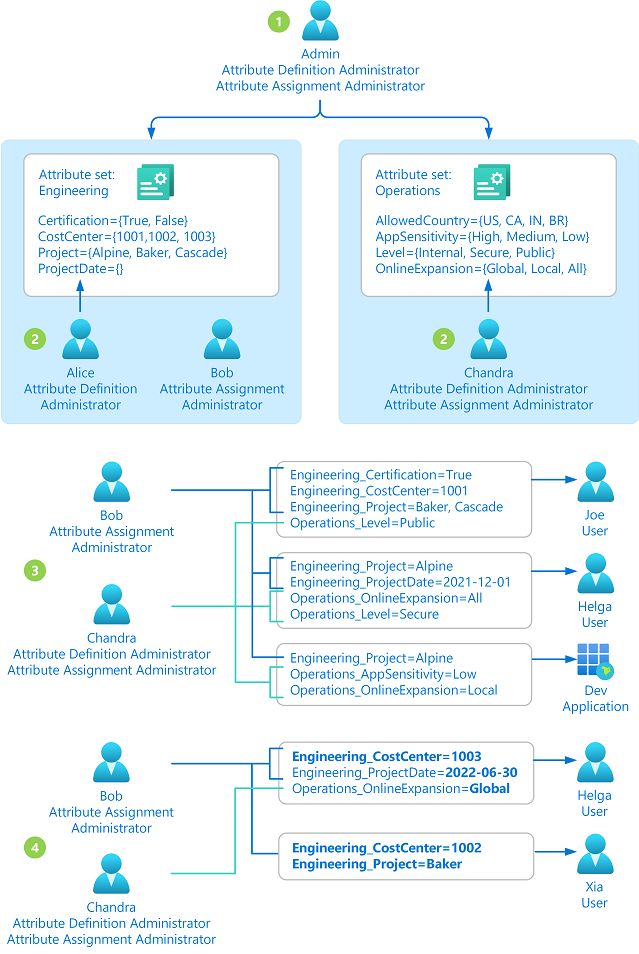 1
Admin
Attribute Definition Administrator
Attribute Assignment Administrator
Attribute set:
Engineering
Certification={True, False}
CostCenter={1001,1002, 1003}
Project={Alpine, Baker, Cascade}
ProjectDate={}
Attribute set:
Operations
AllowedCountry={US, CA, IN, BR}
AppSensitivity={High, Medium, Low}
Level={Internal, Secure, Public}
OnlineExpansion={Global, Local, All}
2
Alice
Attribute Definition
Administrator
Bob
Attribute Assignment
Administrator
2
Chandra
Attribute Definition Administrator
Attribute Assignment Administrator
Bob
Attribute Assignment
Administrator
3
Chandra
Attribute Definition Administrator
Attribute Assignment Administrator
Engineering_Certification=True
Engineering_CostCenter=1001
Engineering_Project=Baker, Cascade
Operations_Level=Public
Joe
User
Engineering_Project=Alpine
Engineering_ProjectDate=2021-12-01
Operations_OnlineExpansion=All
Operations_Level=Secure
Helga
User
Engineering_Project=Alpine
Operations_AppSensitivity=Low
Operations_OnlineExpansion=Local
Dev
Application
Bob
Attribute Assignment
Administrator
4
Chandra
Attribute Definition Administrator
Attribute Assignment Administrator
Engineering_CostCenter=1003
Engineering_ProjectDate=2022-06-30
Operations_OnlineExpansion=Global
Helga
User
Engineering_CostCenter=1002
Engineering_Project=Baker
Xia
User